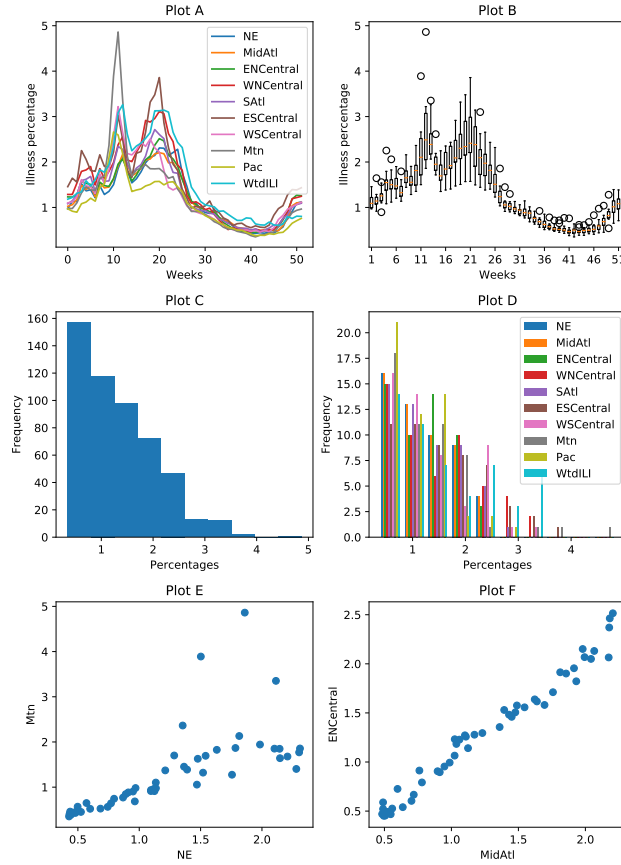 Plot A
Illness percentage
5
4
3
2
1
0 10 20 30 40 50
Weeks
NE
MidAtl
ENCentral
WNCentral
SAtl
ESCentral
WSCentral
Mtn
Pac
WtdILI
Plot B
Illness percentage
5
4
3
2
1
1 6 11 16 21 26 31 36 41 46 51
Weeks
Plot C
Frequency
160
140
120
100
80
60
40
20
0
1 2 3 4 5
Percentages
Plot D
Frequency
20.0
17.5
15.0
12.5
10.0
7.5
5.0
2.5
0.0
1 2 3 4
Percentages
NE
MidAtl
ENCentral
WNCentral
SAtl
ESCentral
WSCentral
Mtn
Pac
WtdILI
Plot E
Mtn
5
4
3
2
1
0.5 1.0 1.5 2.0
NE
Plot F
ENCentral
2.5
2.0
1.5
1.0
0.5
0.5 1.0 1.5 2.0
MidAtl